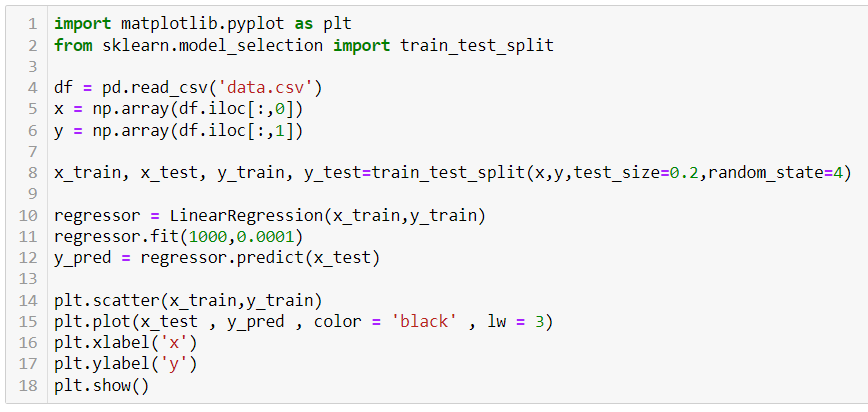 1 import matplotlib.pyplot as plt
2 from sklearn.model_selection import train_test_split
3
4 df = pd.read_csv('data.csv')
5 x = np.array(df.iloc[:,0])
6 y = np.array(df.iloc[:,1])
7
8 x_train, x_test, y_train, y_test=train_test_split(x,y,test_size=0.2,random_state=4)
9
10 regressor = LinearRegression(x_train,y_train)
11 regressor.fit(1000,0.0001)
12 y_pred = regressor.predict(x_test)
13
14 plt.scatter(x_train,y_train)
15 plt.plot(x_test , y_pred , color = 'black' , lw = 3)
16 plt.xlabel('x')
17 plt.ylabel('y')
18 plt.show()